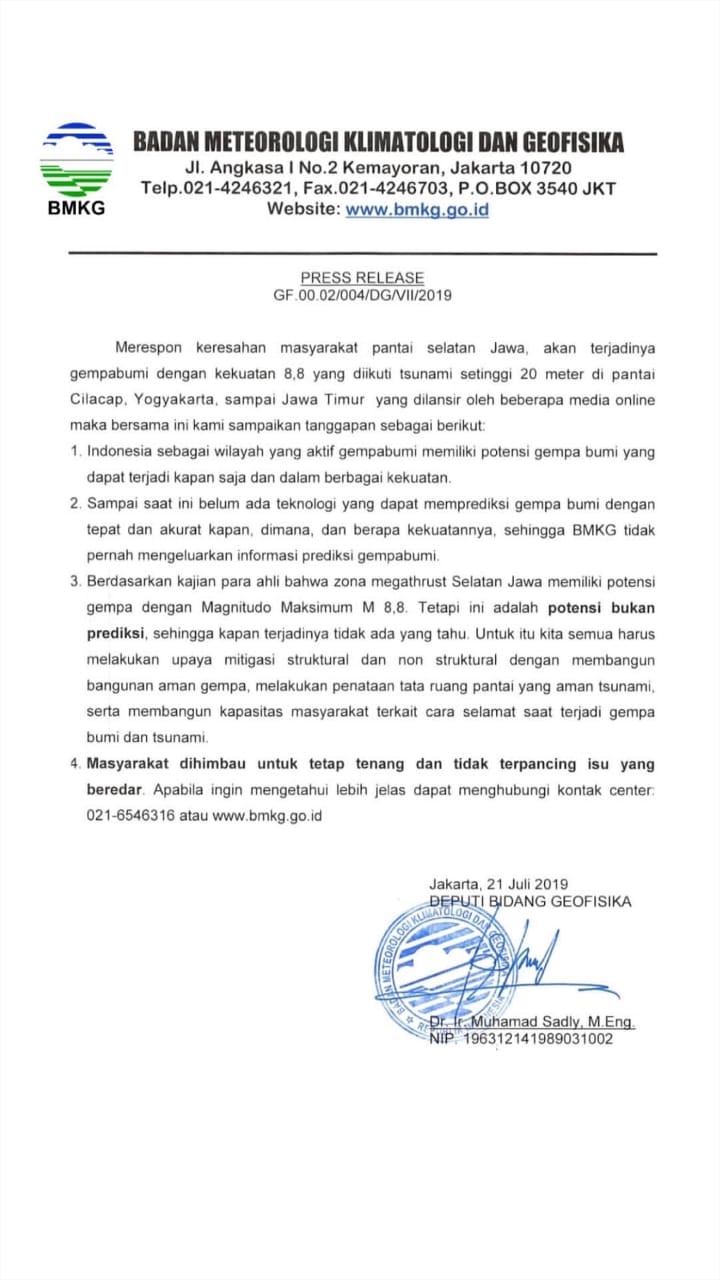 BMKG
BADAN METEOROLOGI KLIMATOLOGI DAN GEOFISIKA
Jl. Angkasa I No.2 Kemayoran, Jakarta 10720
Telp.021-4246321, Fax.021-4246703, P.O.BOX 3540 JKT
Website: www.bmkg.go.id
PRESS RELEASE
GF.00.02/004/DG/VII/2019
Merespon keresahan masyarakat pantai selatan Jawa, akan terjadinya
gempabumi dengan kekuatan 8,8 yang diikuti tsunami setinggi 20 meter di pantai
Cilacap, Yogyakarta, sampai Jawa Timur yang dilansir oleh beberapa media online
maka bersama ini kami sampaikan tanggapan sebagai berikut:
1. Indonesia sebagai wilayah yang aktif gempabumi memiliki potensi gempa bumi yang
dapat terjadi kapan saja dan dalam berbagai kekuatan.
2. Sampai saat ini belum ada teknologi yang dapat memprediksi gempa bumi dengan
tepat dan akurat kapan, dimana, dan berapa kekuatannya, sehingga BMKG tidak
pernah mengeluarkan informasi prediksi gempabumi.
3. Berdasarkan kajian para ahli bahwa zona megathrust Selatan Jawa memiliki potensi
gempa dengan Magnitudo Maksimum M 8,8. Tetapi ini adalah potensi bukan
prediksi, sehingga kapan terjadinya tidak ada yang tahu. Untuk itu kita semua harus
melakukan upaya mitigasi struktural dan non struktural dengan membangun
bangunan aman gempa, melakukan penataan tata ruang pantai yang aman tsunami,
serta membangun kapasitas masyarakat terkait cara selamat saat terjadi gempa
bumi dan tsunami.
4. Masyarakat dihimbau untuk tetap tenang dan tidak terpancing isu yang
beredar. Apabila ingin mengetahui lebih jelas dapat menghubungi kontak center:
021-6546316 atau www.bmkg.go.id
Jakarta, 21 Juli 2019
DEPUTI BIDANG GEOFISIKA
BADAN METEOROLOGI KLIMATOLOGI DAN GEOFISIKA
Dr. Ir. Muhamad Sadly, M.Eng.
NIP. 196312141989031002